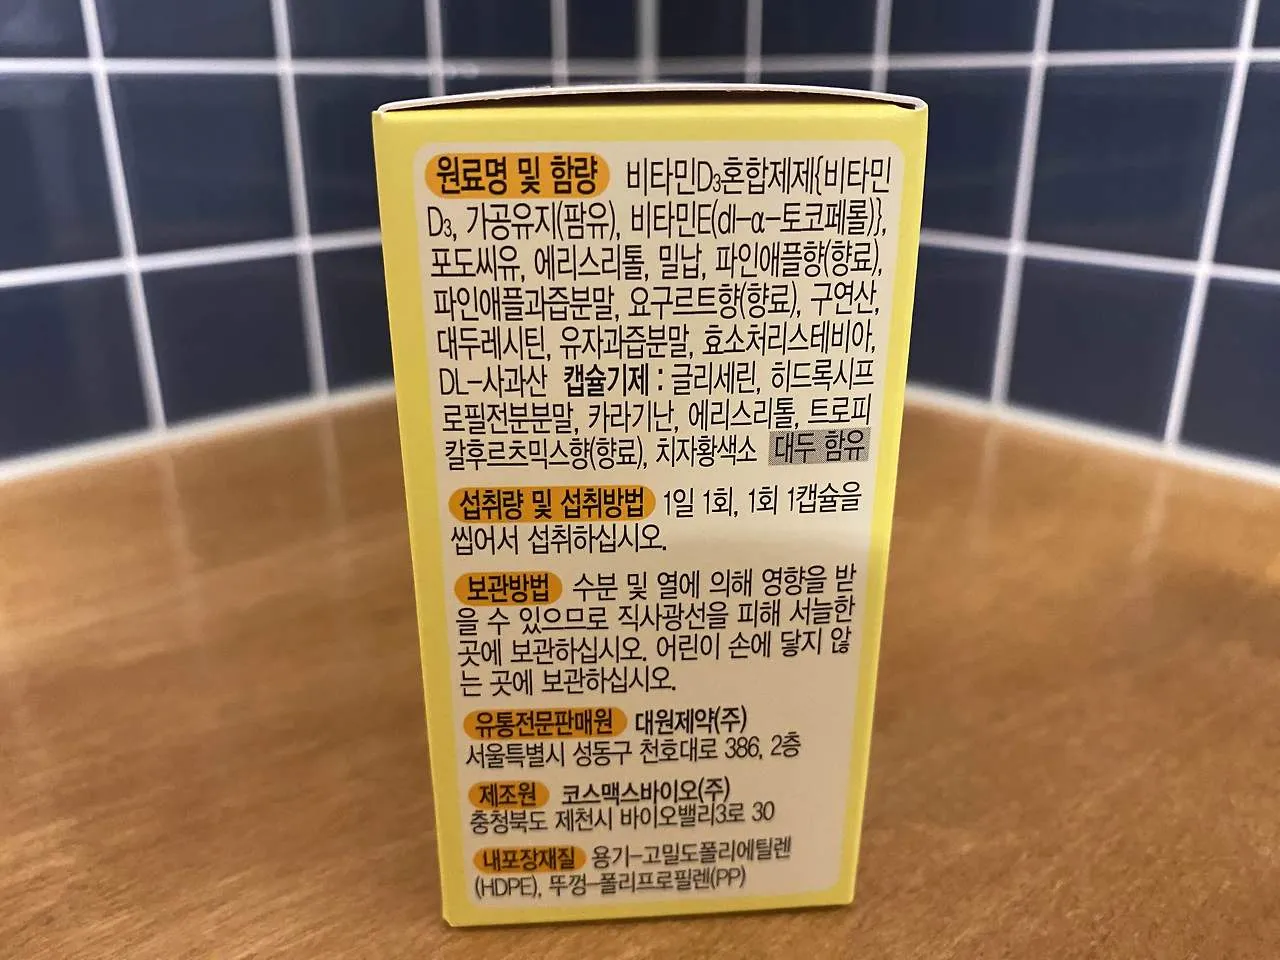 원료명 및 함량 비타민D₃혼합제제{비타민
D₃, 가공유지(팜유), 비타민E(dl-α-토코페롤)},
포도씨유, 에리스리톨, 밀납, 파인애플향(향료),
파인애플과즙분말, 요구르트향(향료), 구연산,
대두레시틴, 유자과즙분말, 효소처리스테비아,
DL-사과산 캡슐기제 : 글리세린, 히드록시프
로필전분분말, 카라기난, 에리스리톨, 트로피
칼후르츠믹스향(향료), 치자황색소 대두 함유
섭취량 및 섭취방법 1일 1회, 1회 1캡슐을
씹어서 섭취하십시오.
보관방법 수분 및 열에 의해 영향을 받
을 수 있으므로 직사광선을 피해 서늘한
곳에 보관하십시오. 어린이 손에 닿지 않
는 곳에 보관하십시오.
유통전문판매원 대원제약(주)
서울특별시 성동구 천호대로 386, 2층
제조원 코스맥스바이오(주)
충청북도 제천시 바이오밸리3로 30
내포장재질 용기-고밀도폴리에틸렌
(HDPE), 뚜껑-폴리프로필렌(PP)